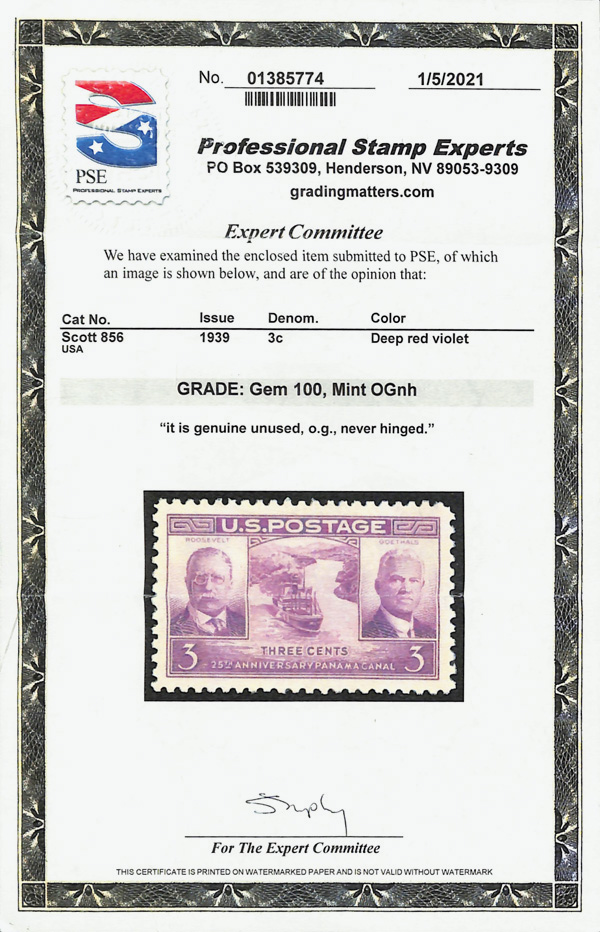 No. 01385774 1/5/2021
PSE
PROFESSIONAL STAMP EXPERTS
Professional Stamp Experts
PO Box 539309, Henderson, NV 89053-9309
gradingmatters.com
Expert Committee
We have examined the enclosed item submitted to PSE, of which
an image is shown below, and are of the opinion that:
Cat No. Issue Denom. Color
Scott 856 1939 3c Deep red violet
USA
GRADE: Gem 100, Mint OGnh
“it is genuine unused, o.g., never hinged.”
U.S. POSTAGE
ROOSEVELT GOETHALS
THREE CENTS
3 25TH ANNIVERSARY PANAMA CANAL 3
For The Expert Committee
THIS CERTIFICATE IS PRINTED ON WATERMARKED PAPER AND IS NOT VALID WITHOUT WATERMARK